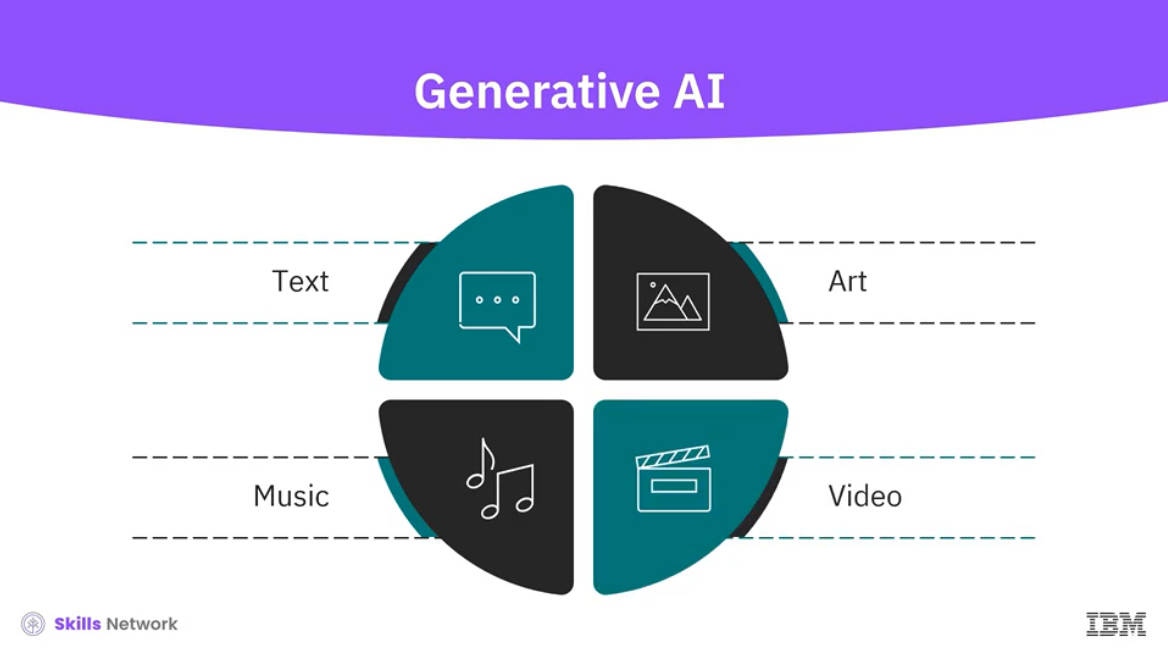 Generative AI
Text
Art
Music
Video
Skills Network
IBM